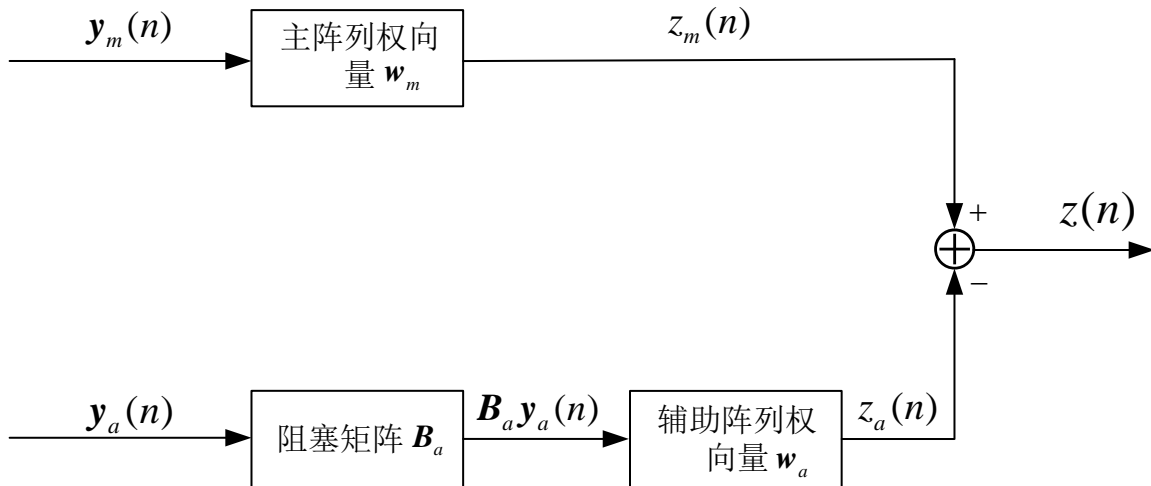 y_m(n)
主阵列权向
量 w_m
z_m(n)
+
z(n)
−
y_a(n)
阻塞矩阵 B_a
B_a y_a(n)
辅助阵列权
向量 w_a
z_a(n)